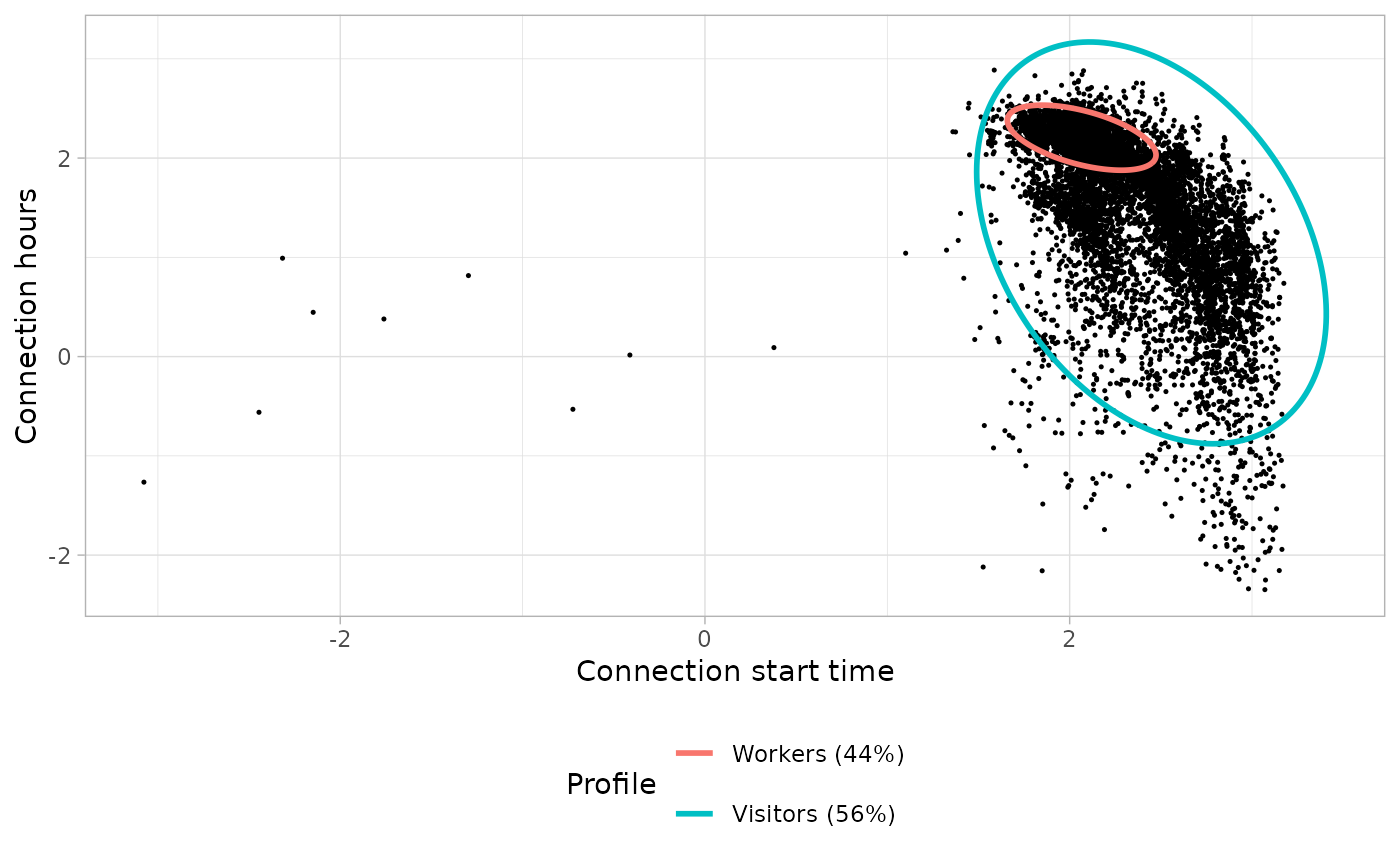 Connection hours
2
0
-2
-2
0
2
Connection start time
Profile
Workers (44%)
Visitors (56%)